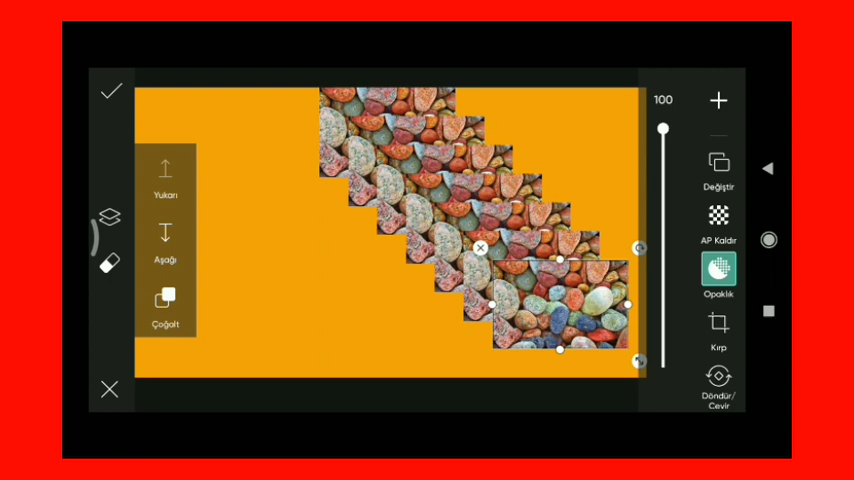 100
Değiştir
Yukarı
AP Kaldır
Aşağı
Opaklık
Çoğalt
Kırp
Döndür/
Çevir